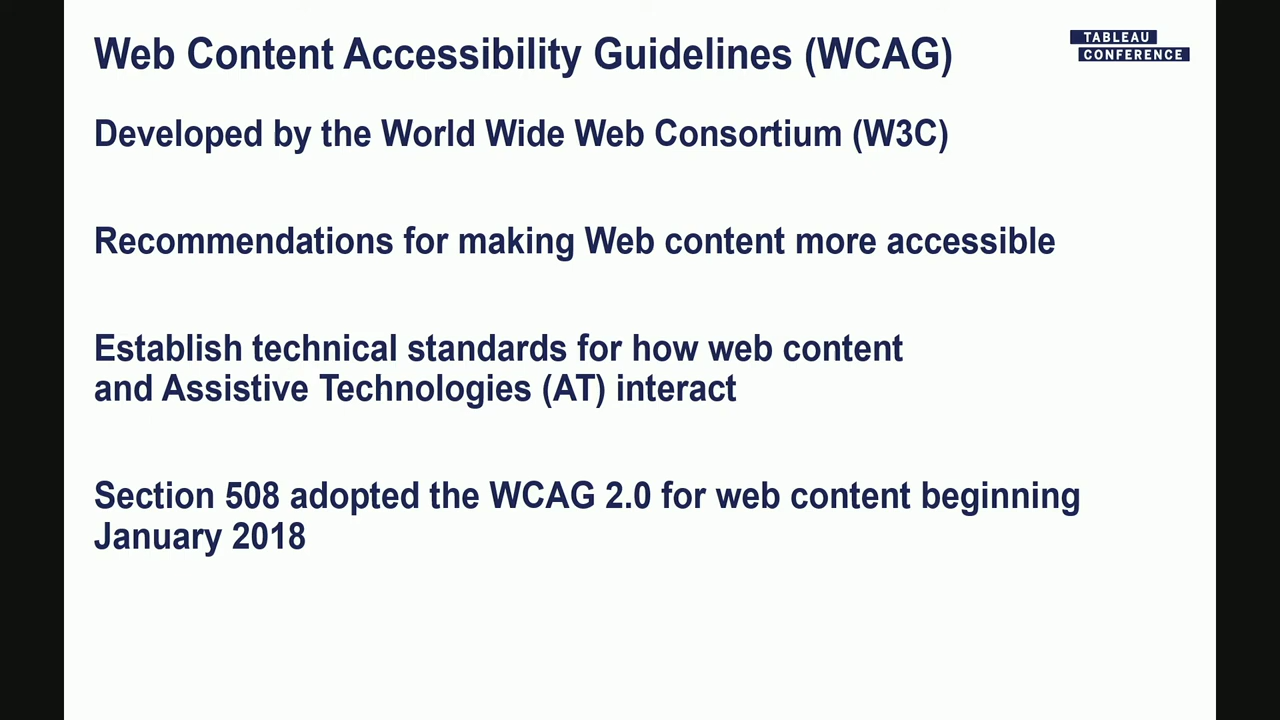 Web Content Accessibility Guidelines (WCAG)
TABLEAU
CONFERENCE
Developed by the World Wide Web Consortium (W3C)
Recommendations for making Web content more accessible
Establish technical standards for how web content
and Assistive Technologies (AT) interact
Section 508 adopted the WCAG 2.0 for web content beginning
January 2018